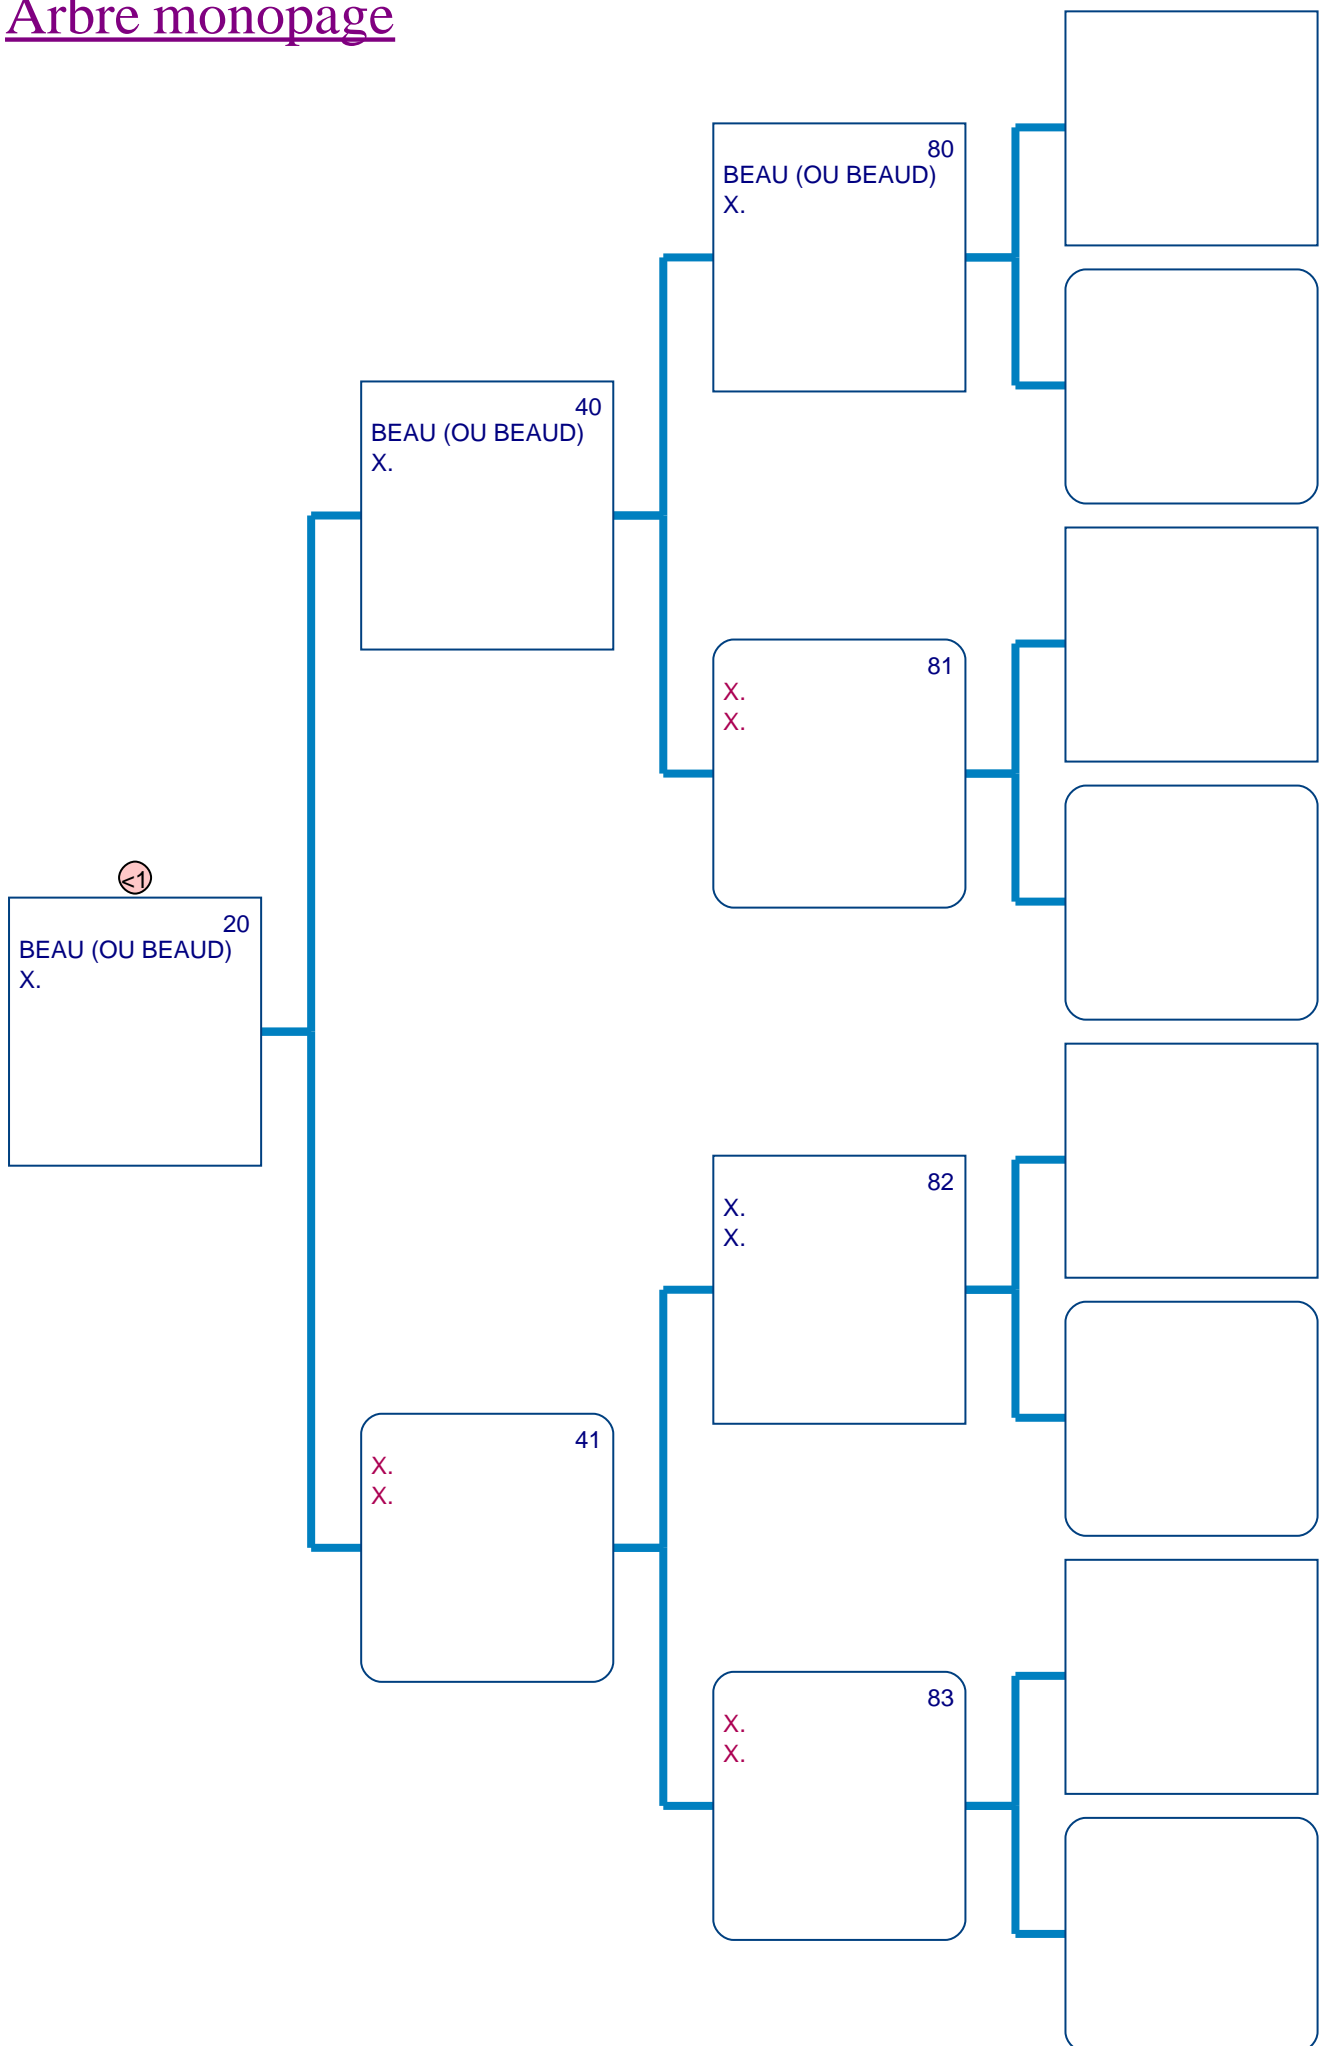 Arbre monopage
80
BEAU (OU BEAUD)
X.
40
BEAU (OU BEAUD)
X.
81
X.
X.
<1
20
BEAU (OU BEAUD)
X.
82
X.
X.
41
X.
X.
83
X.
X.